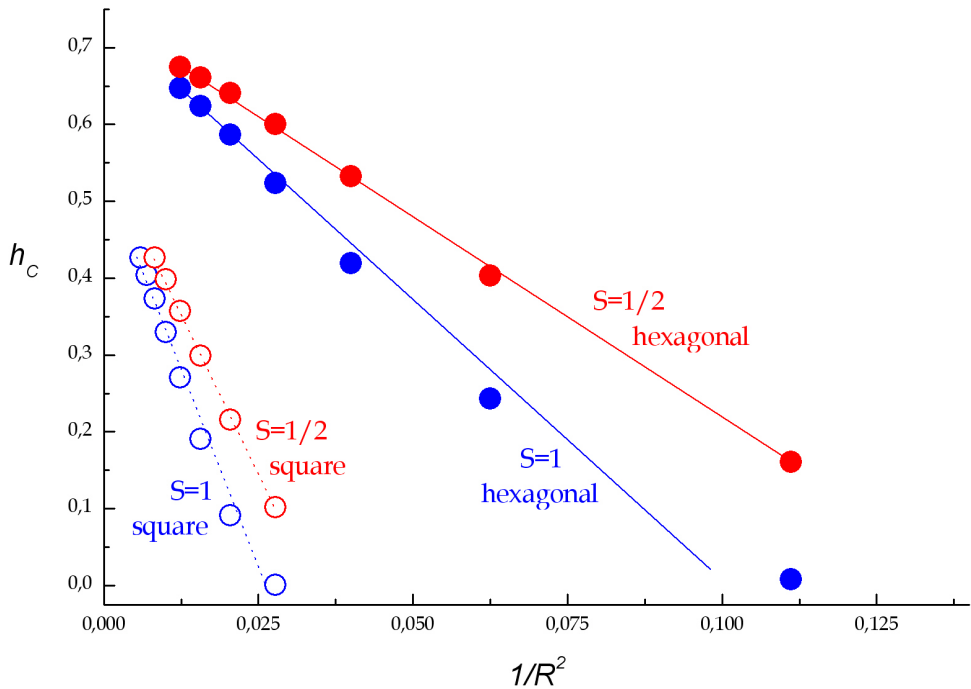 0,7
0,6
0,5
h_C
0,4
S=1/2
hexagonal
0,3
S=1/2
square
0,2
S=1
hexagonal
S=1
square
0,1
0,0
0,000 0,025 0,050 0,075 0,100 0,125
1/R²